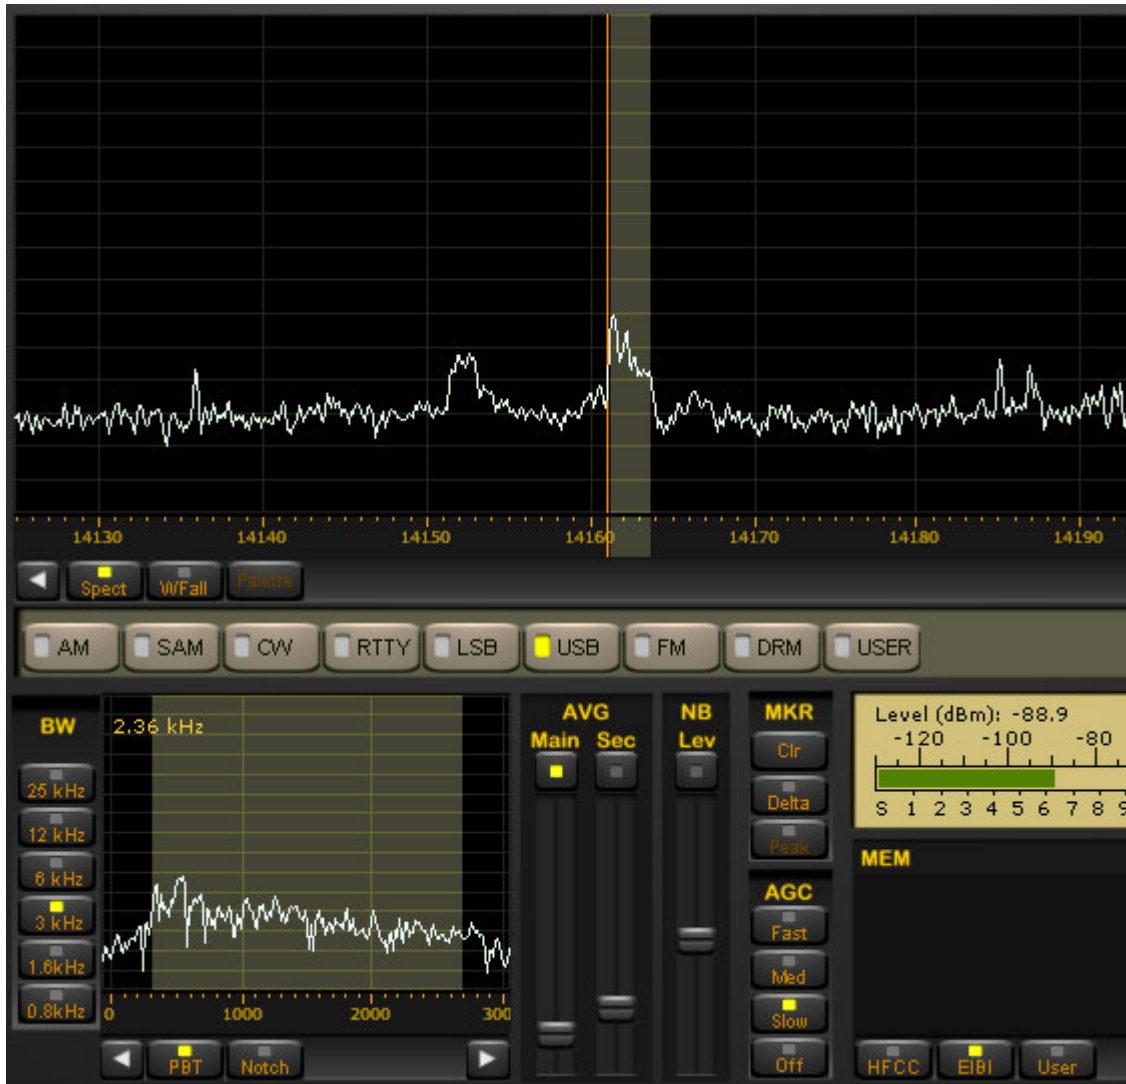 14130 14140 14150 14160 14170 14180 14190
Spect WFall Palette
AM SAM CW RTTY LSB USB FM DRM USER
BW
25 kHz
12 kHz
6 kHz
3 kHz
1.6kHz
0.8kHz
2.36 kHz
0 1000 2000 300
PBT Notch
AVG
Main Sec
NB
Lev
MKR
Clr
Delta
Peak
AGC
Fast
Med
Slow
Off
Level (dBm): -88.9
-120 -100 -80
S 1 2 3 4 5 6 7 8 9
MEM
HFCC EIBI User